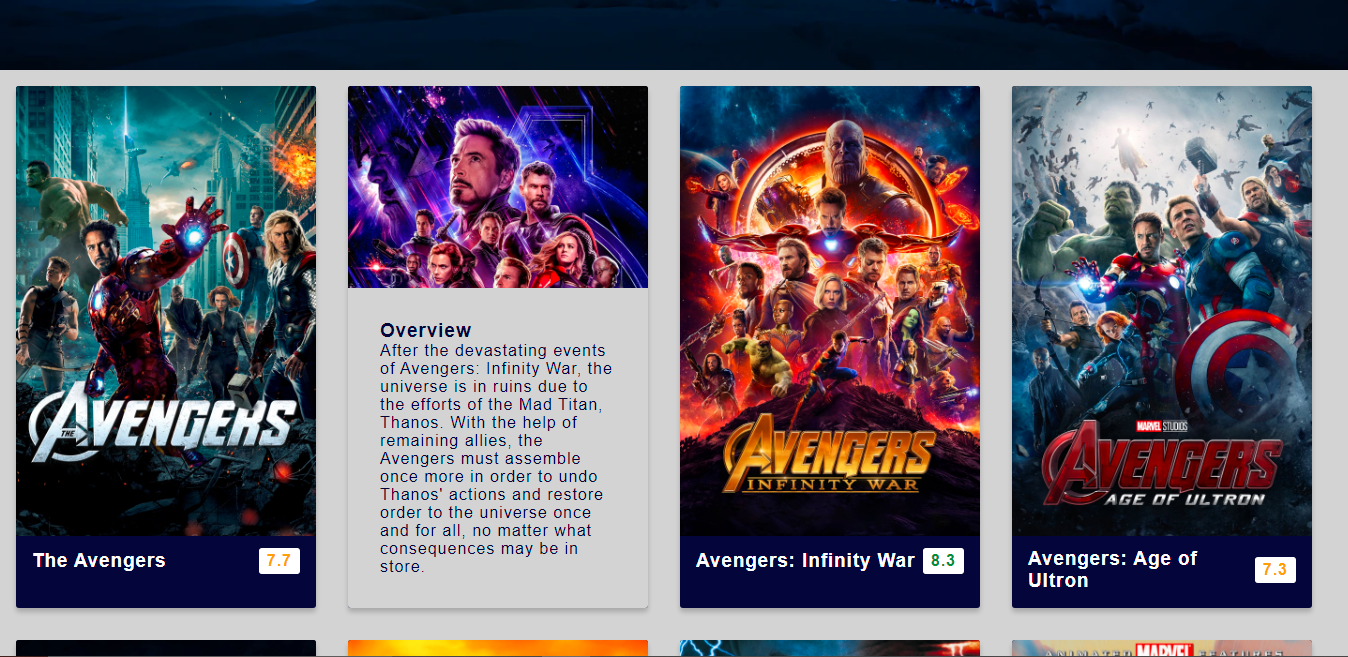 THE AVENGERS
The Avengers
7.7
Overview
After the devastating events
of Avengers: Infinity War, the
universe is in ruins due to
the efforts of the Mad Titan,
Thanos. With the help of
remaining allies, the
Avengers must assemble
once more in order to undo
Thanos' actions and restore
order to the universe once
and for all, no matter what
consequences may be in
store.
AVENGERS
INFINITY WAR
Avengers: Infinity War
8.3
MARVEL STUDIOS
AVENGERS
AGE OF ULTRON
Avengers: Age of
Ultron
7.3
ANIMATED MARVEL FEATURES